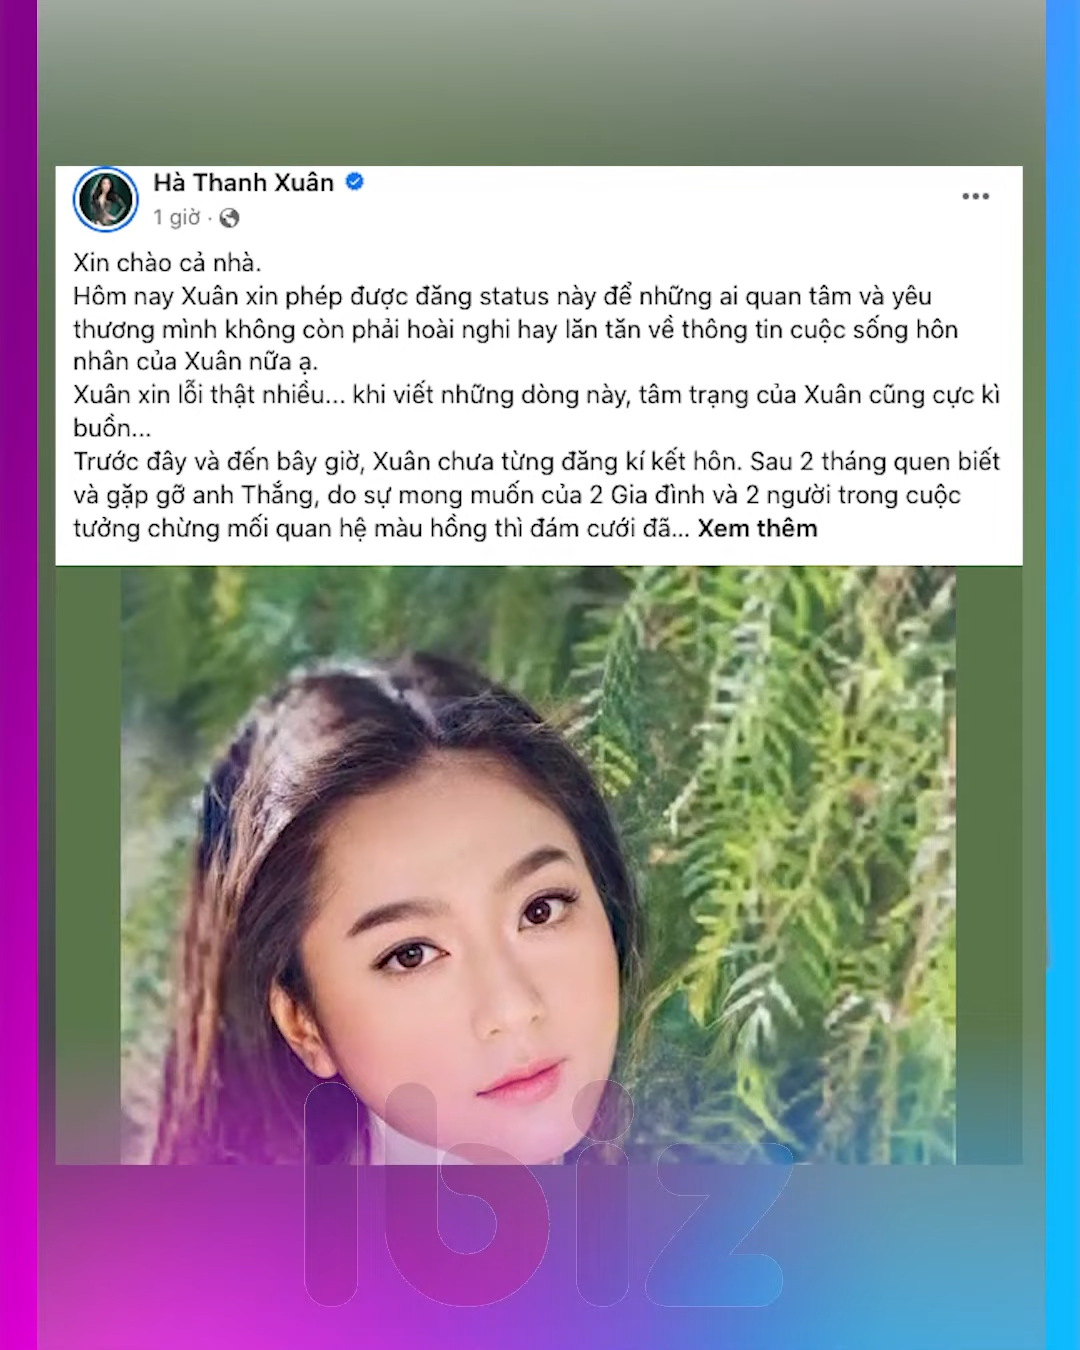 Hà Thanh Xuân
1 giờ ·
Xin chào cả nhà.
Hôm nay Xuân xin phép được đăng status này để những ai quan tâm và yêu
thương mình không còn phải hoài nghi hay lăn tăn về thông tin cuộc sống hôn
nhân của Xuân nữa ạ.
Xuân xin lỗi thật nhiều... khi viết những dòng này, tâm trạng của Xuân cũng cực kì
buồn...
Trước đây và đến bây giờ, Xuân chưa từng đăng kí kết hôn. Sau 2 tháng quen biết
và gặp gỡ anh Thắng, do sự mong muốn của 2 Gia đình và 2 người trong cuộc
tưởng chừng mối quan hệ màu hồng thì đám cưới đã... Xem thêm
lbiz